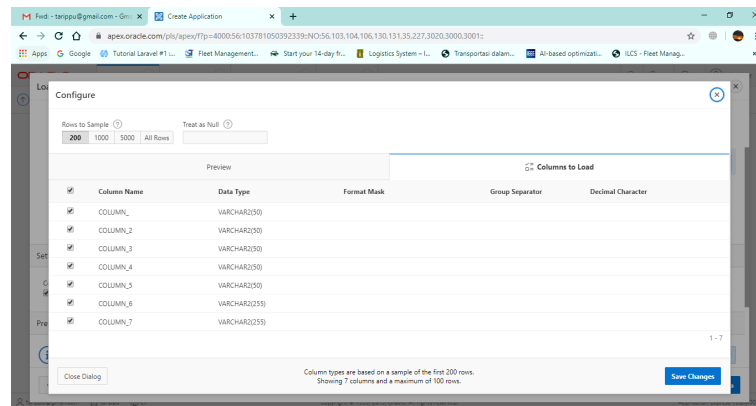 Fwd: - tarippu@gmail.com - Gm
Create Application
apex.oracle.com/pls/apex/f?p=4000:56:103781050392339:NO:56,103,104,106,130,131,35,227,3020,3000,3001::
Apps
Google
Tutorial Laravel #1 :...
Fleet Management...
Start your 14-day fr...
Logistics System – I...
Transportasi dalam...
AI-based optimizati...
ILCS - Fleet Manag...
Configure
Rows to Sample
Treat as Null
200 1000 5000 All Rows
Preview
Columns to Load
Column Name Data Type Format Mask Group Separator Decimal Character
COLUMN_ VARCHAR2(50)
COLUMN_2 VARCHAR2(50)
COLUMN_3 VARCHAR2(50)
COLUMN_4 VARCHAR2(50)
COLUMN_5 VARCHAR2(50)
COLUMN_6 VARCHAR2(255)
COLUMN_7 VARCHAR2(255)
1 - 7
Close Dialog
Column types are based on a sample of the first 200 rows.
Showing 7 columns and a maximum of 100 rows.
Save Changes